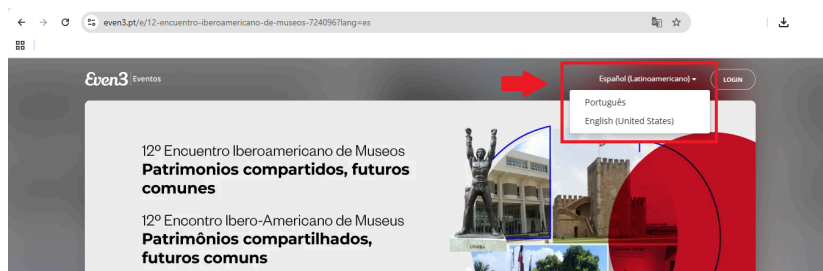 even3.pt/e/12-encuentro-iberoamericano-de-museos-724096?lang=es
Even3 Eventos
Español (Latinoamericano)
LOGIN
Português
English (United States)
12º Encuentro Iberoamericano de Museos
Patrimonios compartidos, futuros
comunes
12º Encontro Ibero-Americano de Museus
Patrimônios compartilhados,
futuros comuns